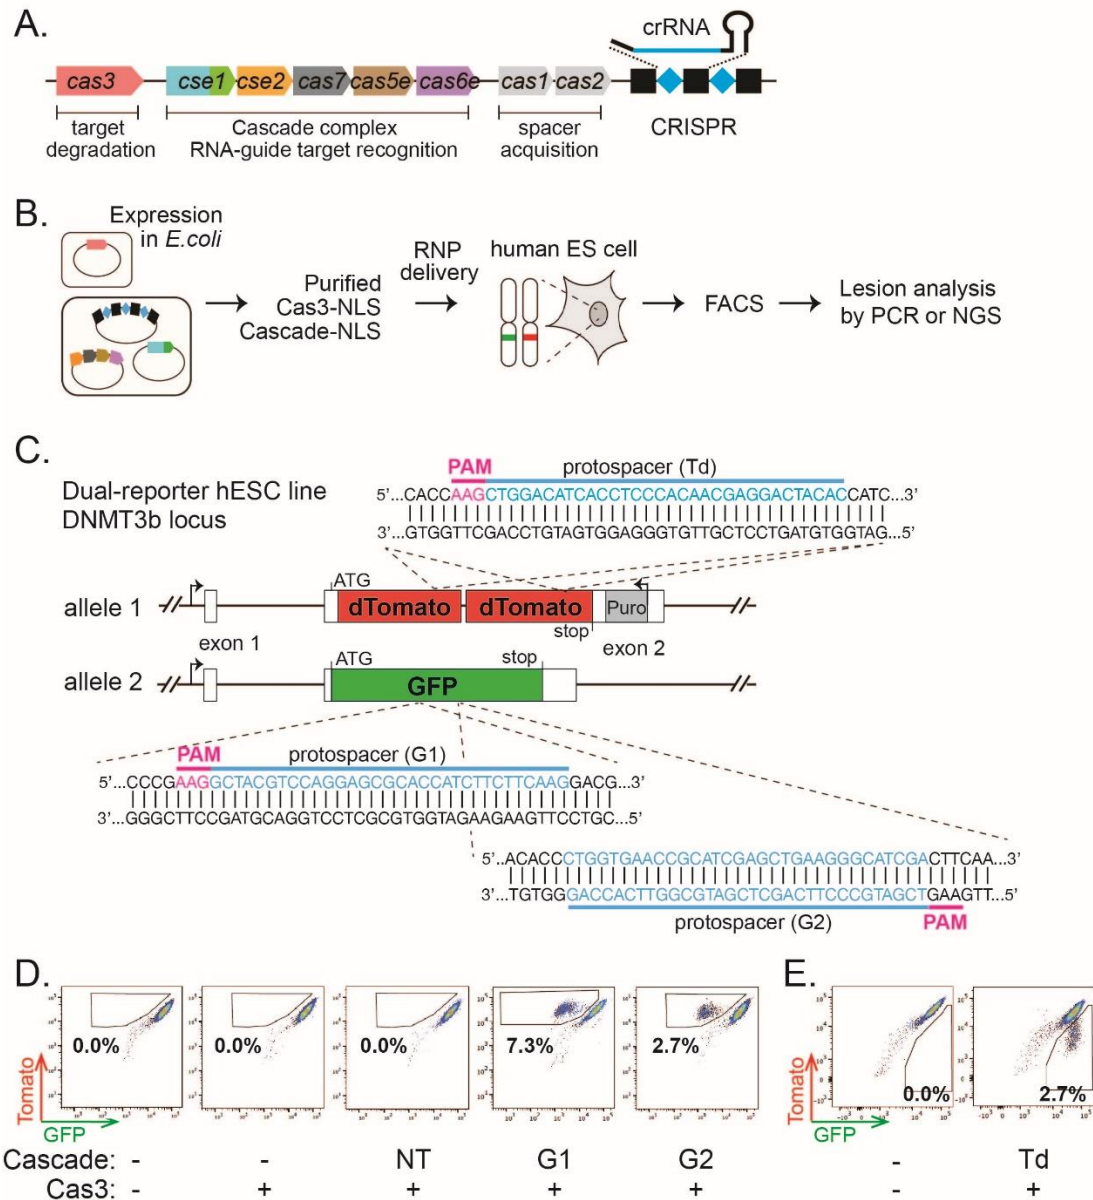 A.
crRNA
cas3 cse1 cse2 cas7 cas5e cas6e cas1 cas2
target
degradation
Cascade complex
RNA-guide target recognition
spacer
acquisition
CRISPR
B.
Expression
in E.coli
Purified
Cas3-NLS
Cascade-NLS
RNP
delivery
human ES cell
FACS
Lesion analysis
by PCR or NGS
C.
Dual-reporter hESC line
DNMT3b locus
PAM protospacer (Td)
5'...CACCAAGCTGGACATCACCTCCCACAACGAGGACTACACCATC...3'
3'...GTGGTTCGACCTGTAGTGGAGGGTGTTGCTCCTGATGTGGTAG...5'
allele 1
ATG
dTomato dTomato Puro
stop
exon 1 exon 2
allele 2
ATG stop
GFP
PAM protospacer (G1)
5'...CCCGAAGGCTACGTCCAGGAGCGCACCATCTTCTTCAAGGACG...3'
3'...GGGCTTCCGATGCAGGTCCTCGCGTGGTAGAAGAAGTTCCTGC...5'
5'...ACACCCTGGTGAACCGCATCGAGCTGAAGGGCATCGACTTCAA...3'
3'...TGTGGGACCACTTGGCGTAGCTCGACTTCCCGTAGCTGAAGTT...5'
protospacer (G2) PAM
D.
0.0% 0.0% 0.0% 7.3% 2.7%
Tomato
GFP
E.
0.0% 2.7%
Tomato
GFP
Cascade: - - NT G1 G2 - Td
Cas3: - + + + + - +